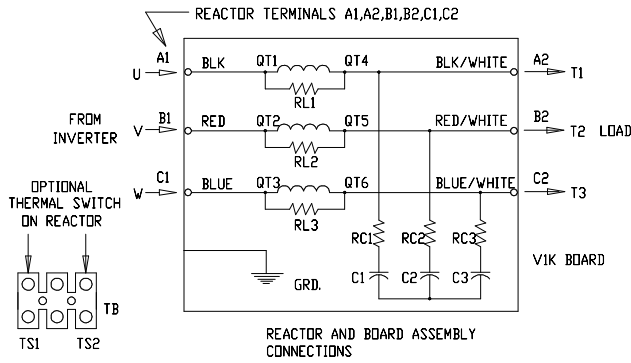 REACTOR TERMINALS A1,A2,B1,B2,C1,C2
A1
BLK
QT1
QT4
BLK/WHITE
A2
U
T1
RL1
FROM
INVERTER
B1
V
RED
QT2
QT5
RED/WHITE
B2
T2 LOAD
RL2
C1
W
BLUE
QT3
QT6
BLUE/WHITE
C2
T3
RL3
OPTIONAL
THERMAL SWITCH
ON REACTOR
RC1
RC2
RC3
V1K BOARD
C1
C2
C3
GRD.
TB
TS1
TS2
REACTOR AND BOARD ASSEMBLY
CONNECTIONS